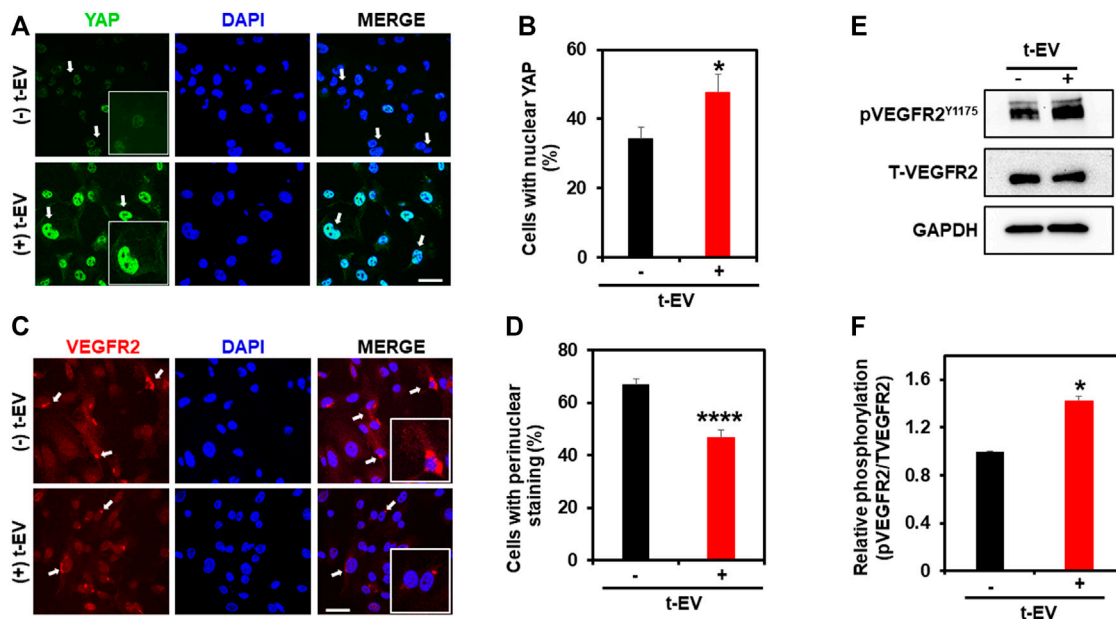 A
YAP
DAPI
MERGE
(-) t-EV
(+) t-EV
B
Cells with nuclear YAP
(%)
60
40
20
0
*
-
+
t-EV
C
VEGFR2
DAPI
MERGE
(-) t-EV
(+) t-EV
D
Cells with perinuclear
staining (%)
80
60
40
20
0
****
-
+
t-EV
E
t-EV
- +
pVEGFR2Y1175
T-VEGFR2
GAPDH
F
Relative phosphorylation
(pVEGFR2/TVEGFR2)
1.6
1.2
0.8
0.4
0
*
-
+
t-EV